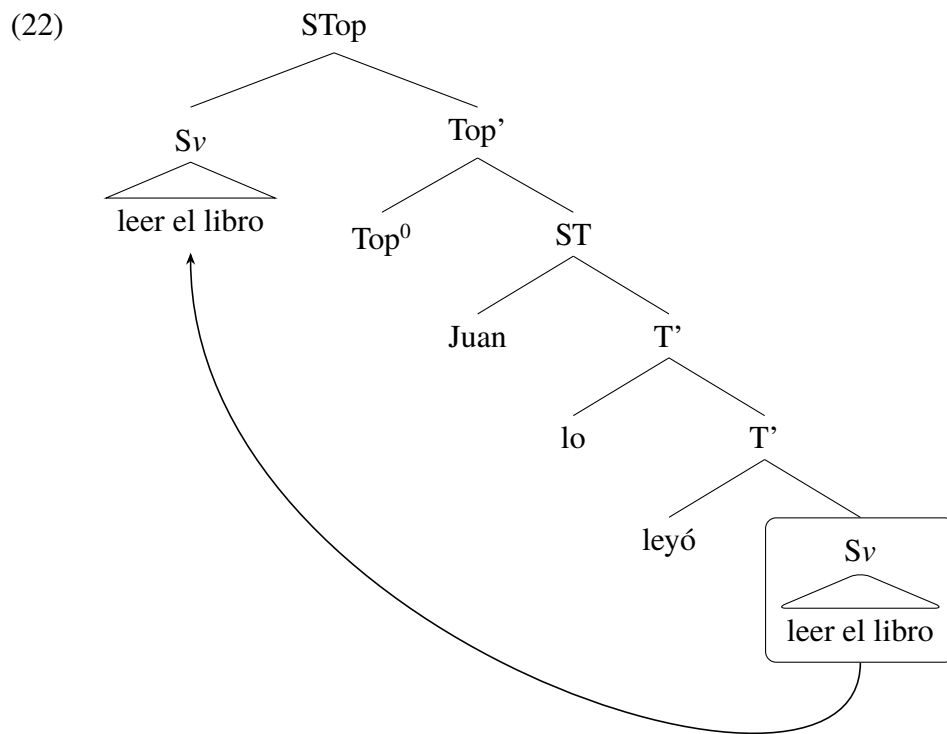 (22)
STop
Sv
Top’
leer el libro
Top⁰
ST
Juan
T’
lo
T’
leyó
Sv
leer el libro